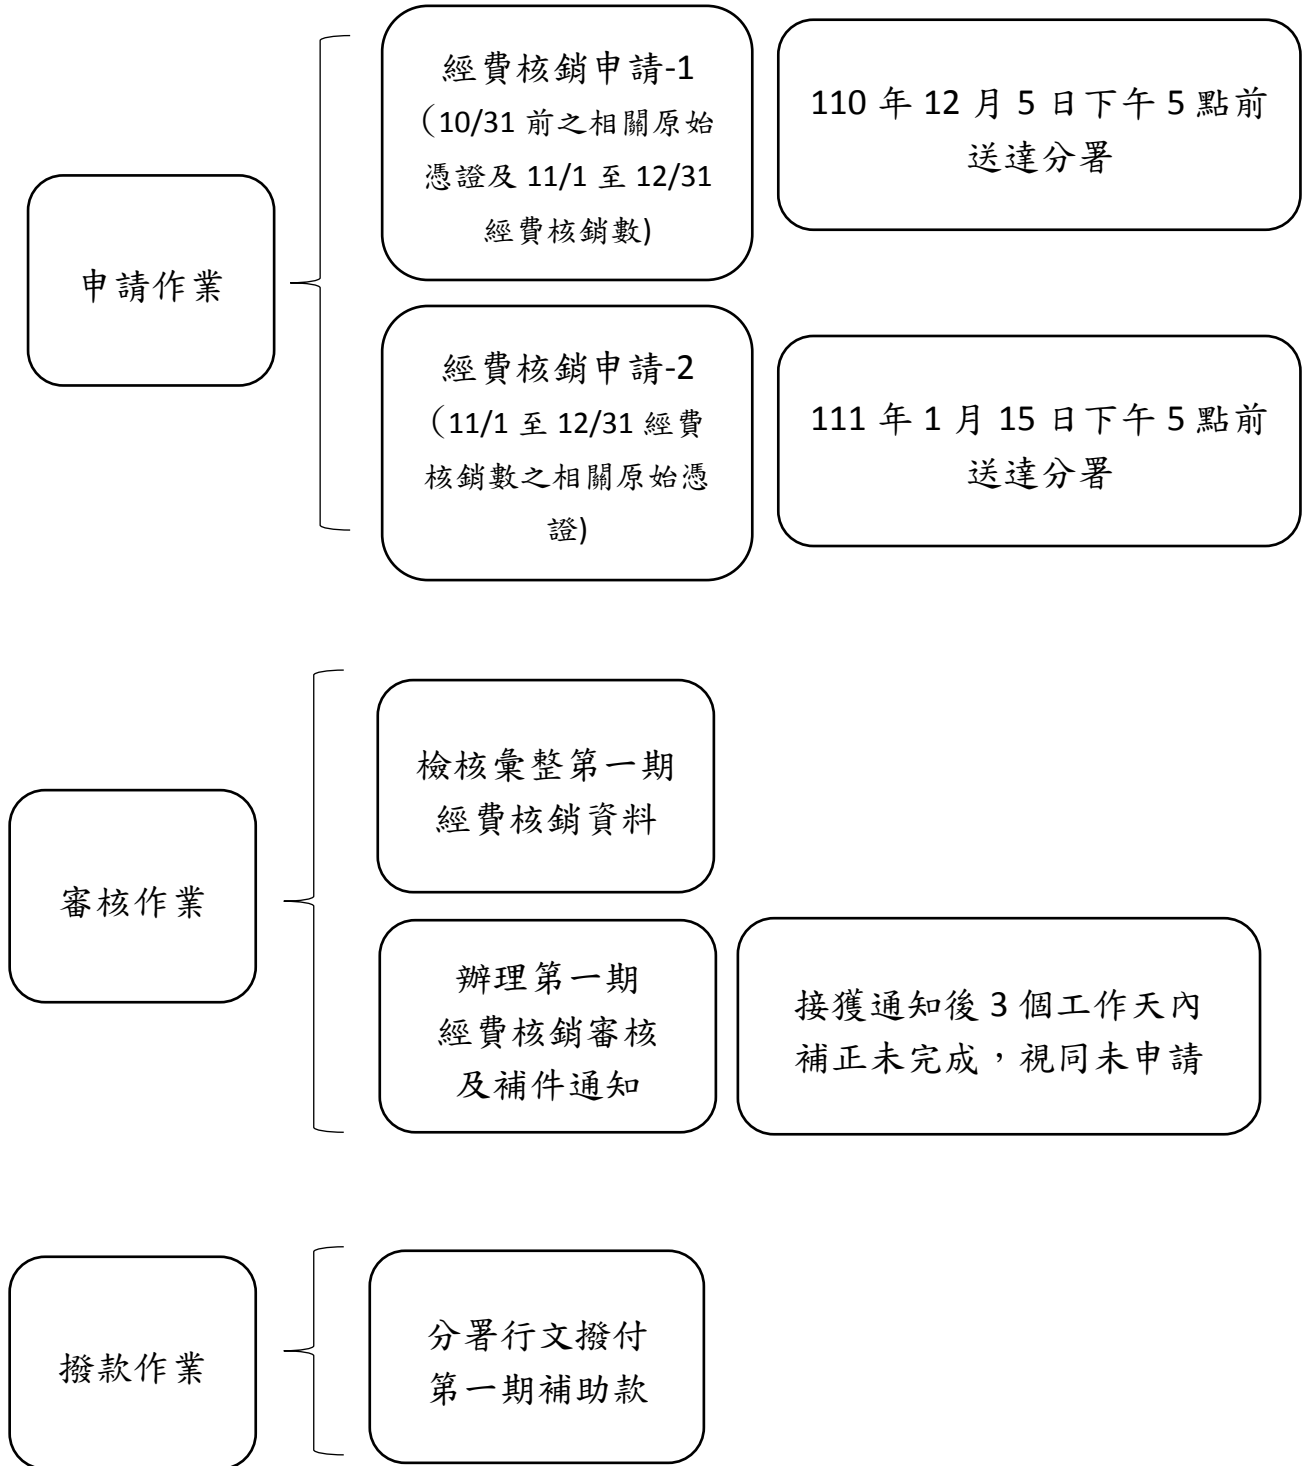 申請作業
經費核銷申請-1
（10/31 前之相關原始
憑證及 11/1 至 12/31
經費核銷數)
110 年 12 月 5 日下午 5 點前
送達分署
經費核銷申請-2
（11/1 至 12/31 經費
核銷數之相關原始憑
證)
111 年 1 月 15 日下午 5 點前
送達分署
審核作業
檢核彙整第一期
經費核銷資料
辦理第一期
經費核銷審核
及補件通知
接獲通知後 3 個工作天內
補正未完成，視同未申請
撥款作業
分署行文撥付
第一期補助款